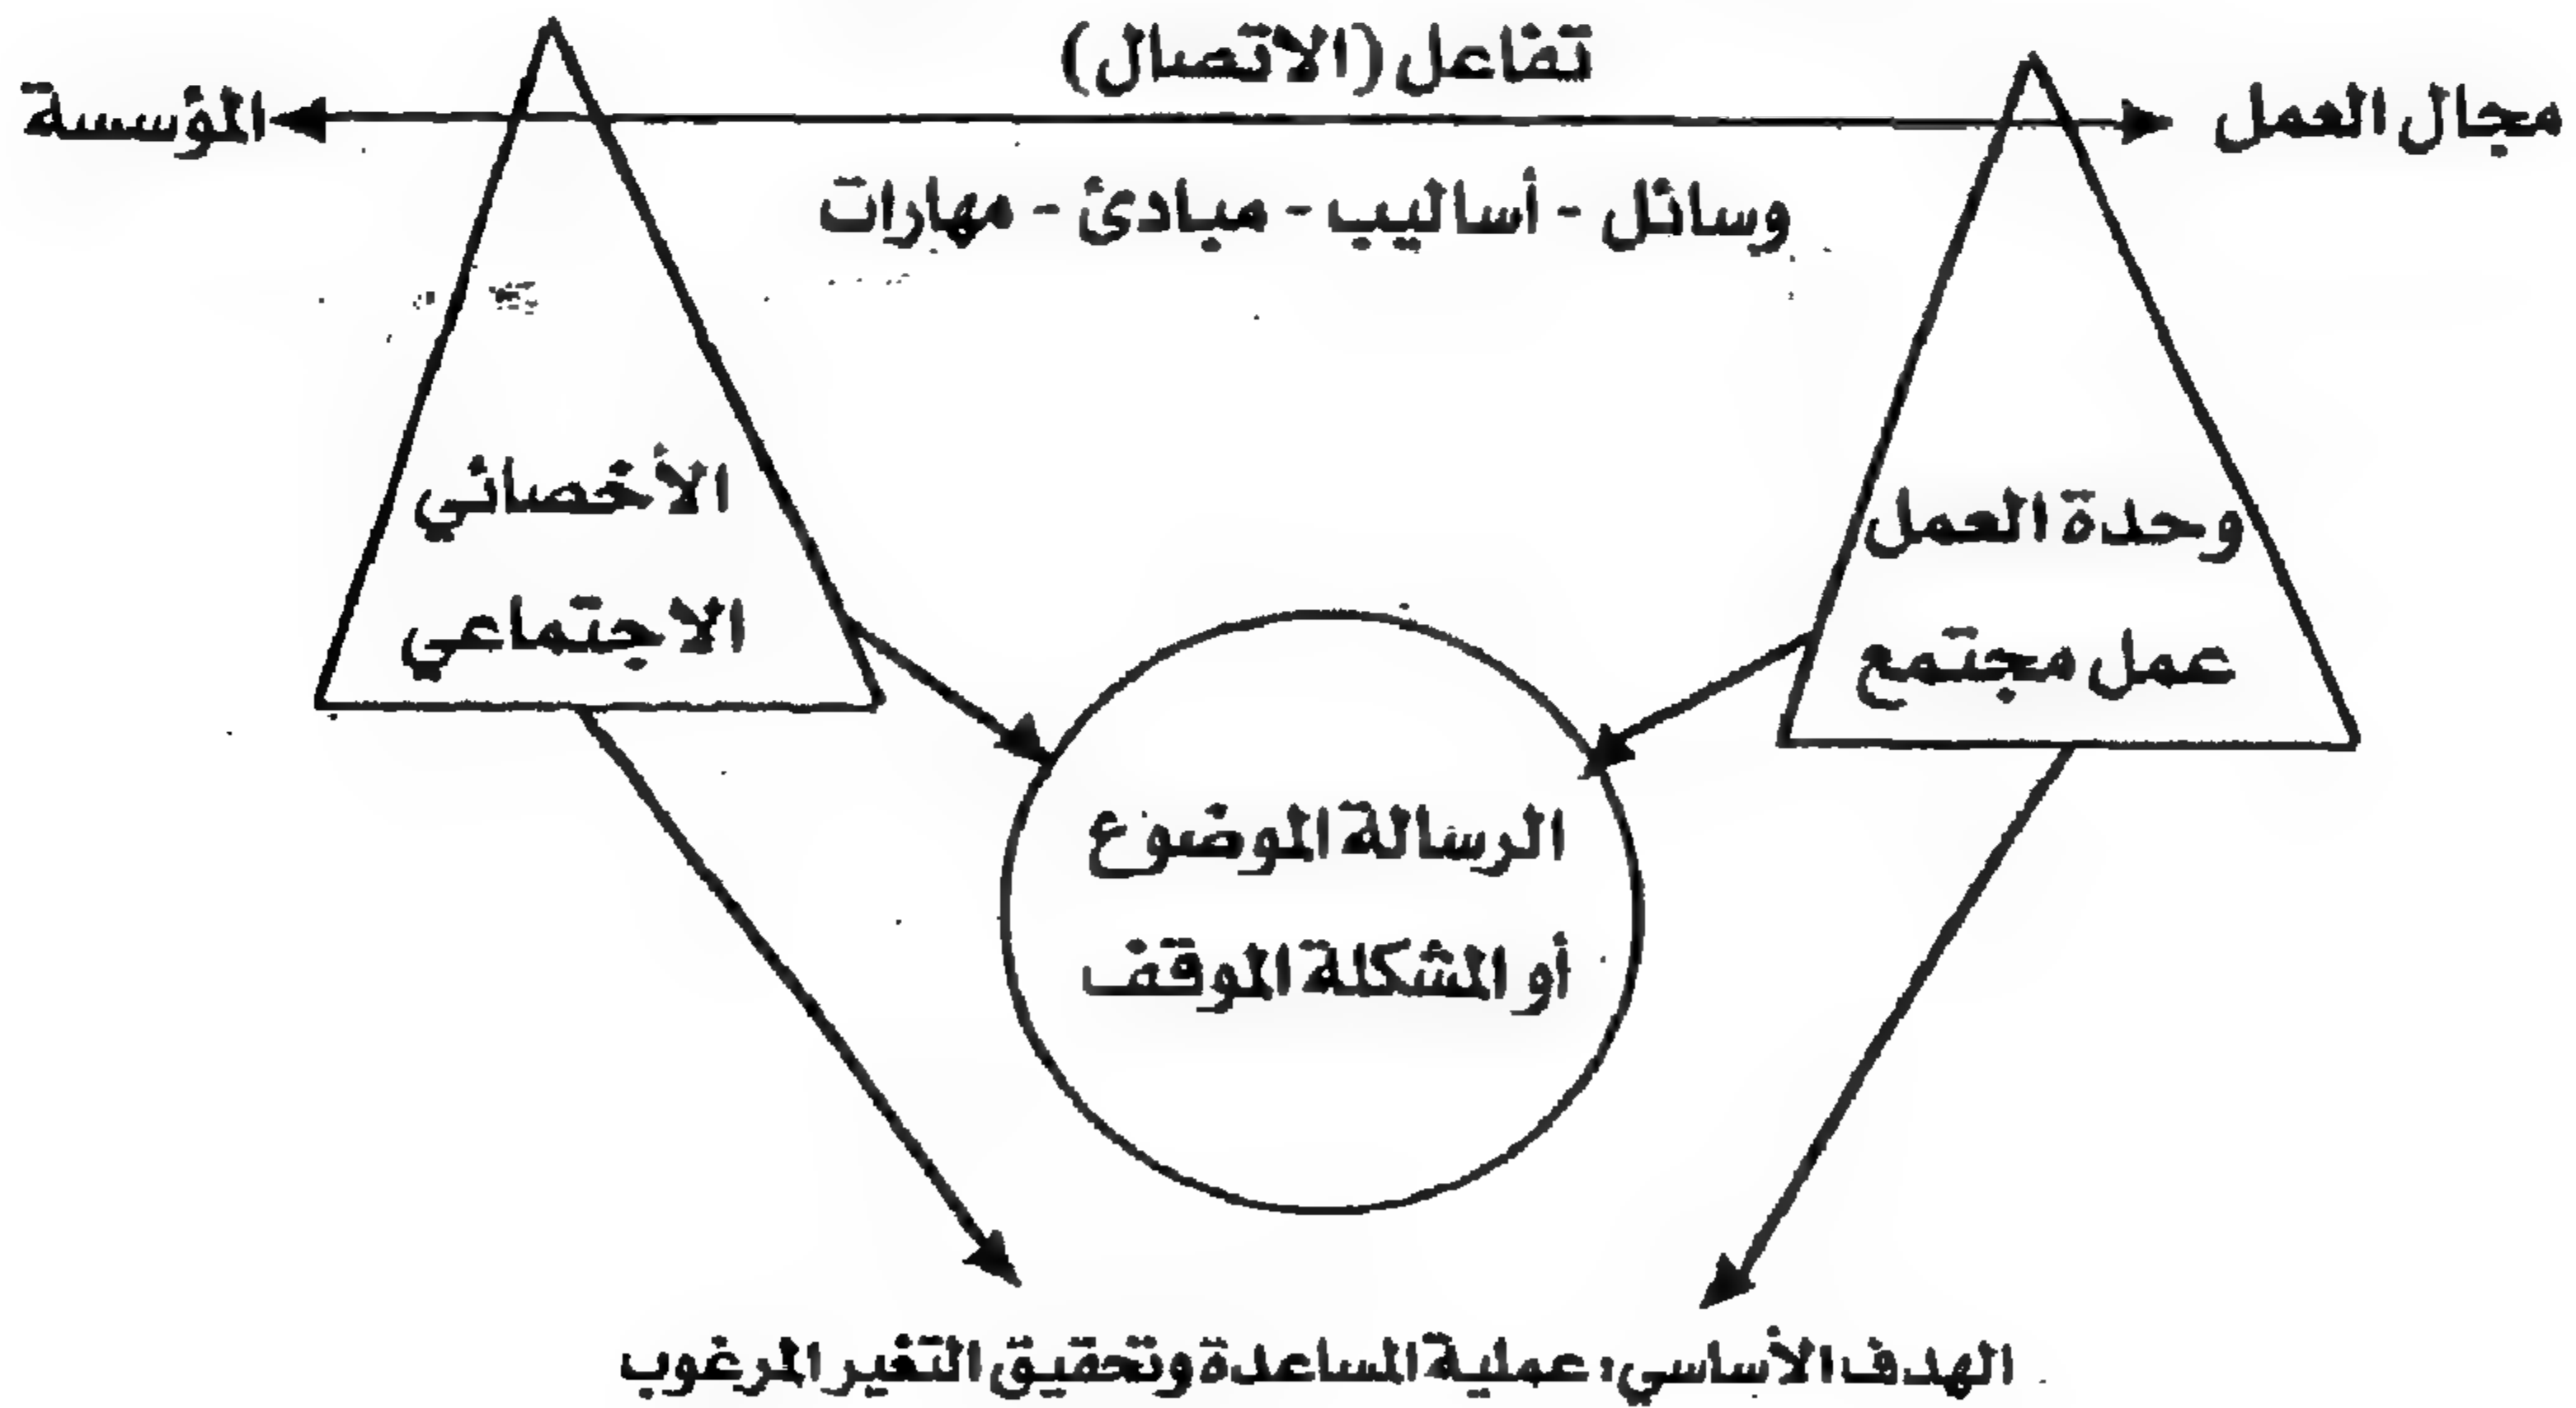 تفاعل (الاتصال)
مجال العمل
المؤسسة
وسائل - أساليب - مبادئ - مهارات
وحدة العمل
عمل مجتمع
الأخصائي
الاجتماعي
الرسالة الموضوع
أو المشكلة الموقف
الهدف الأساسي: عملية المساعدة وتحقيق التغير المرغوب